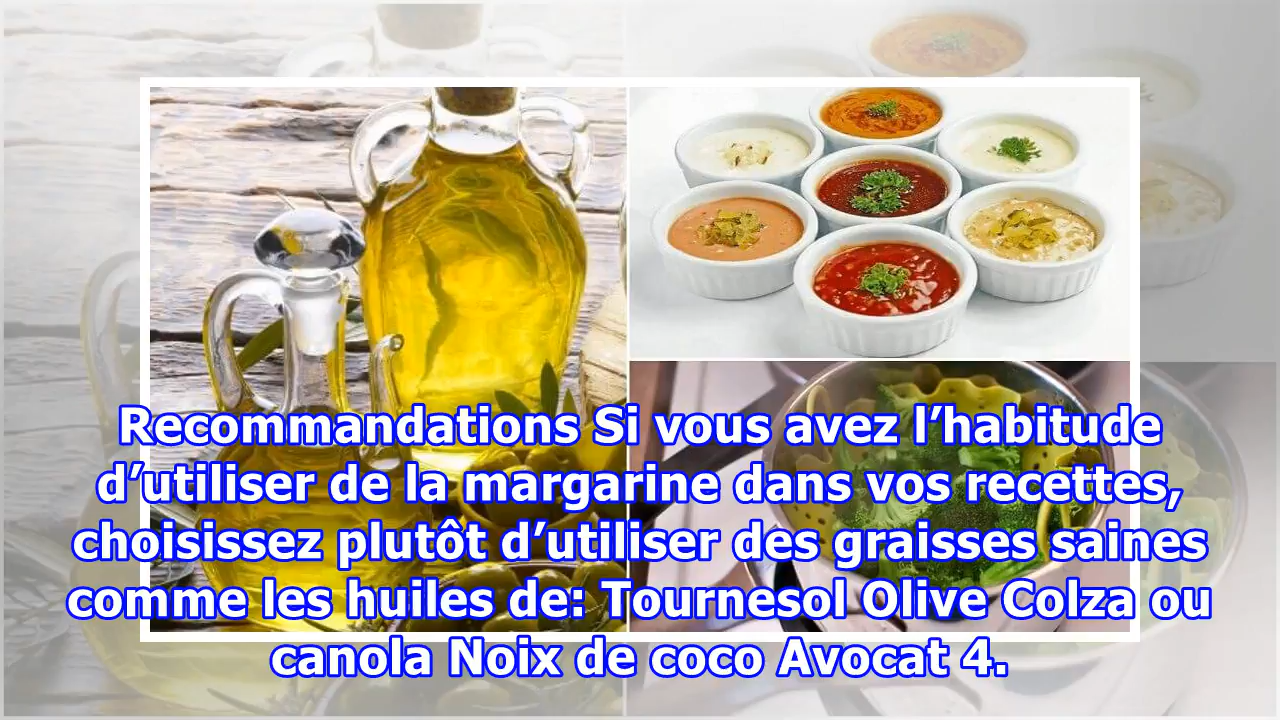 Recommandations Si vous avez l’habitude
d’utiliser de la margarine dans vos recettes,
choisissez plutôt d’utiliser des graisses saines
comme les huiles de: Tournesol Olive Colza ou
canola Noix de coco Avocat 4.